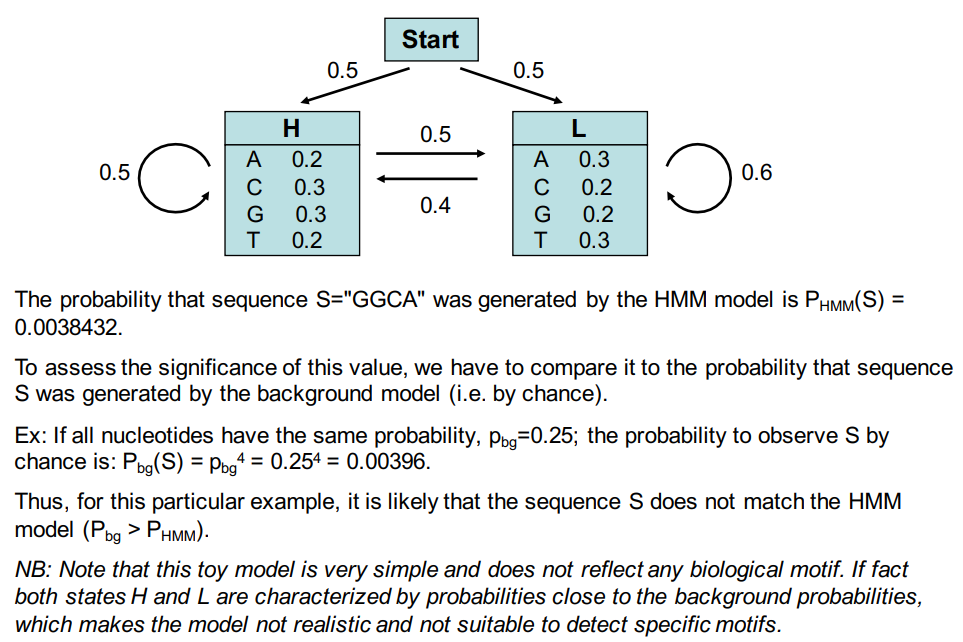 Start
0.5 0.5
H L
0.5
A 0.2 A 0.3
0.5 C 0.3 C 0.2 0.6
G 0.3 0.4 G 0.2
T 0.2 T 0.3
The probability that sequence S="GGCA" was generated by the HMM model is PHMM(S) =
0.0038432.
To assess the significance of this value, we have to compare it to the probability that sequence
S was generated by the background model (i.e. by chance).
Ex: If all nucleotides have the same probability, pbg=0.25; the probability to observe S by
chance is: Pbg(S) = pbg4 = 0.254 = 0.00396.
Thus, for this particular example, it is likely that the sequence S does not match the HMM
model (Pbg > PHMM).
NB: Note that this toy model is very simple and does not reflect any biological motif. If fact
both states H and L are characterized by probabilities close to the background probabilities,
which makes the model not realistic and not suitable to detect specific motifs.